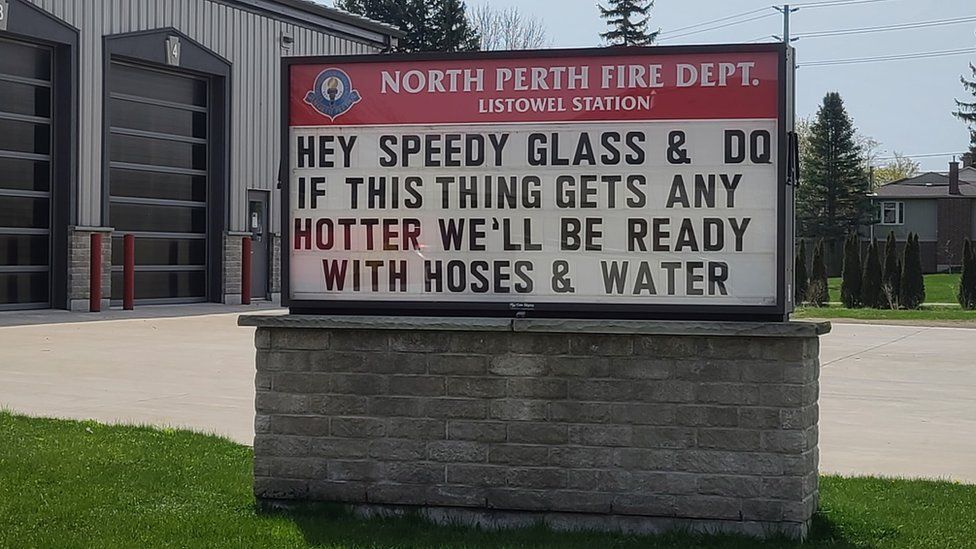 4
NORTH PERTH FIRE DEPT.
LISTOWEL STATION
HEY SPEEDY GLASS & DQ
IF THIS THING GETS ANY
HOTTER WE'LL BE READY
WITH HOSES & WATER